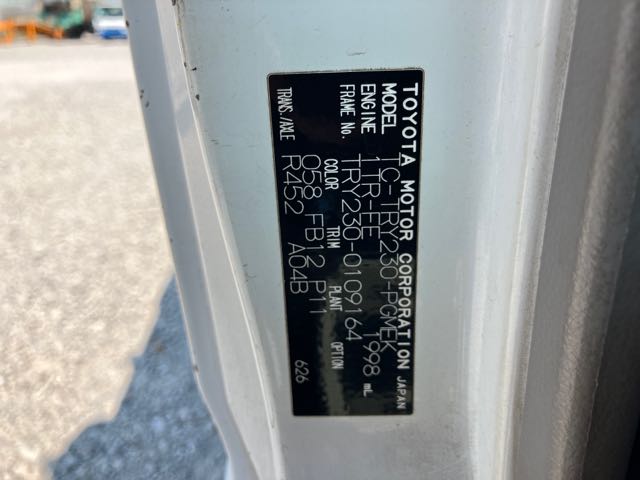 TOYOTA MOTOR CORPORATION JAPAN
MODEL TC-TRY230-PGMEK
ENGINE 1TR-FE 1998 mL
FRAME No. TRY230-0109164
COLOR TRIM PLANT OPTION
058 FB12 P11
TRANS./AXLE R452 A04B 626